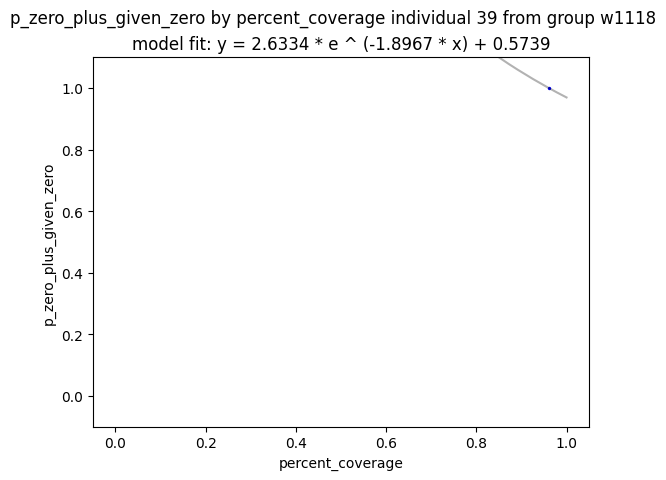 p_zero_plus_given_zero by percent_coverage individual 39 from group w1118
model fit: y = 2.6334 * e ^ (-1.8967 * x) + 0.5739
1.0
0.8
0.6
0.4
0.2
0.0
p_zero_plus_given_zero
0.0 0.2 0.4 0.6 0.8 1.0
percent_coverage